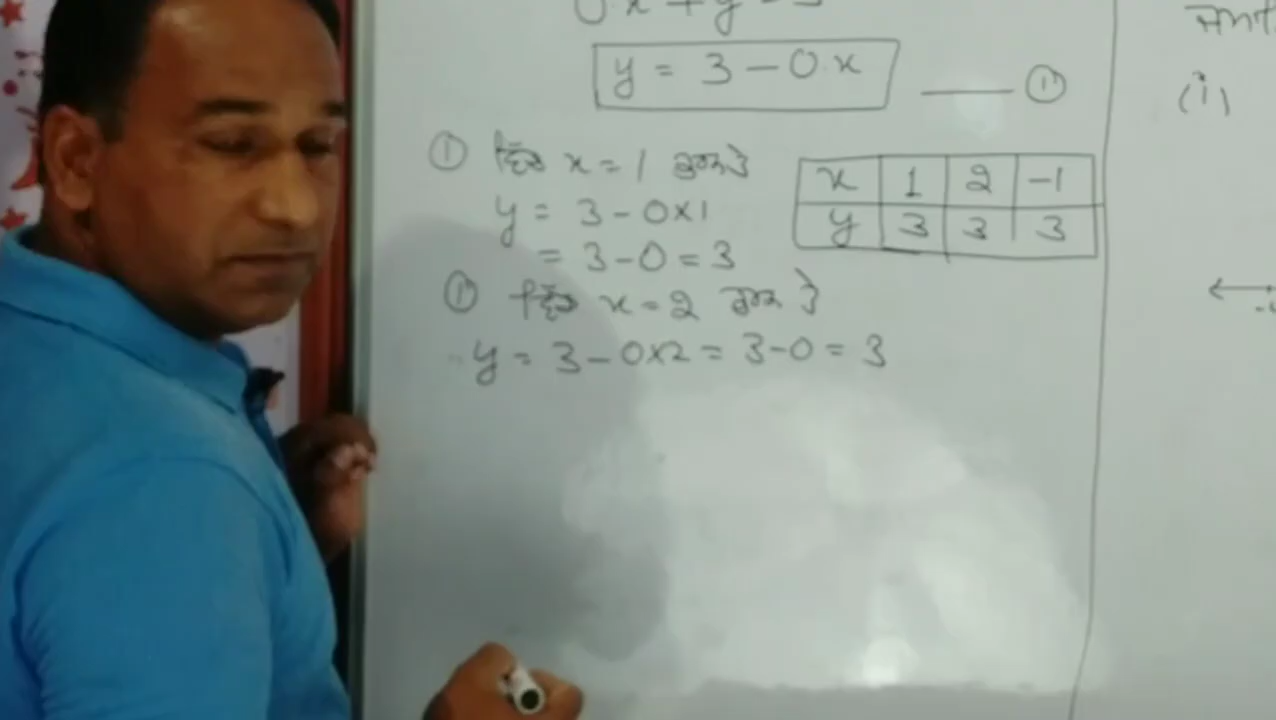 0x + y = 3
y = 3 - 0.x ——— ①
① x = 1
y = 3 - 0×1
= 3 - 0 = 3
① x = 2
y = 3 - 0×2 = 3-0 = 3
x 1 2 -1
y 3 3 3
(i)